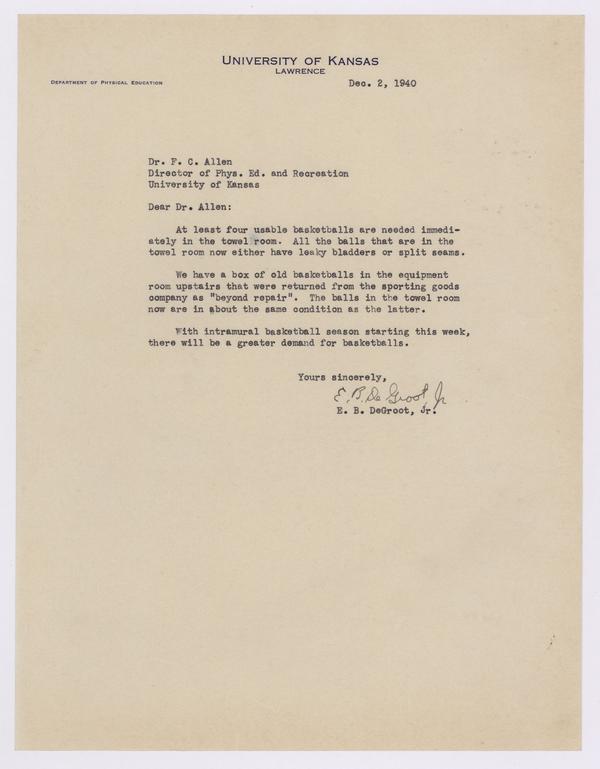 UNIVERSITY OF KANSAS
LAWRENCE
DEPARTMENT OF PHYSICAL EDUCATION
Dec. 2, 1940
Dr. F. C. Allen
Director of Phys. Ed. and Recreation
University of Kansas
Dear Dr. Allen:
At least four usable basketballs are needed immedi-
ately in the towel room. All the balls that are in the
towel room now either have leaky bladders or split seams.
We have a box of old basketballs in the equipment
room upstairs that were returned from the sporting goods
company as "beyond repair". The balls in the towel room
now are in about the same condition as the latter.
With intramural basketball season starting this week,
there will be a greater demand for basketballs.
Yours sincerely,
E. B. De Groot, Jr
E. B. DeGroot, Jr.